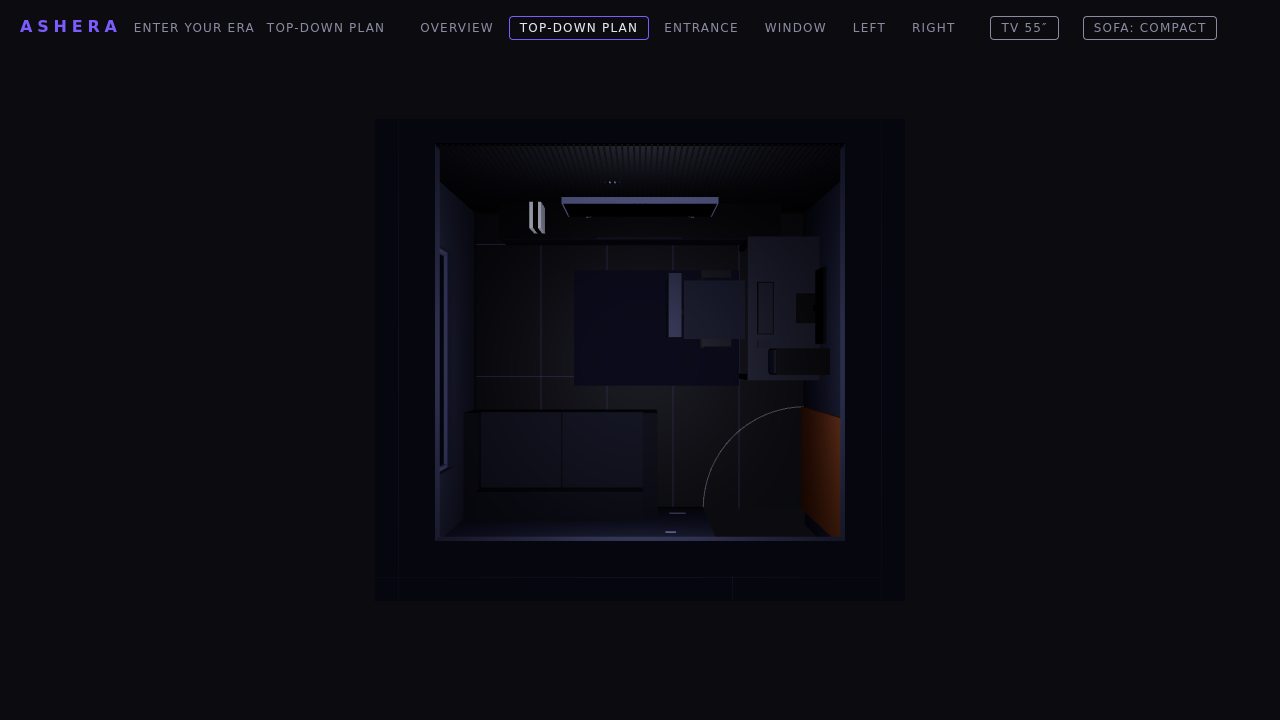 ASHERA ENTER YOUR ERA TOP-DOWN PLAN OVERVIEW TOP-DOWN PLAN ENTRANCE WINDOW LEFT RIGHT TV 55″ SOFA: COMPACT